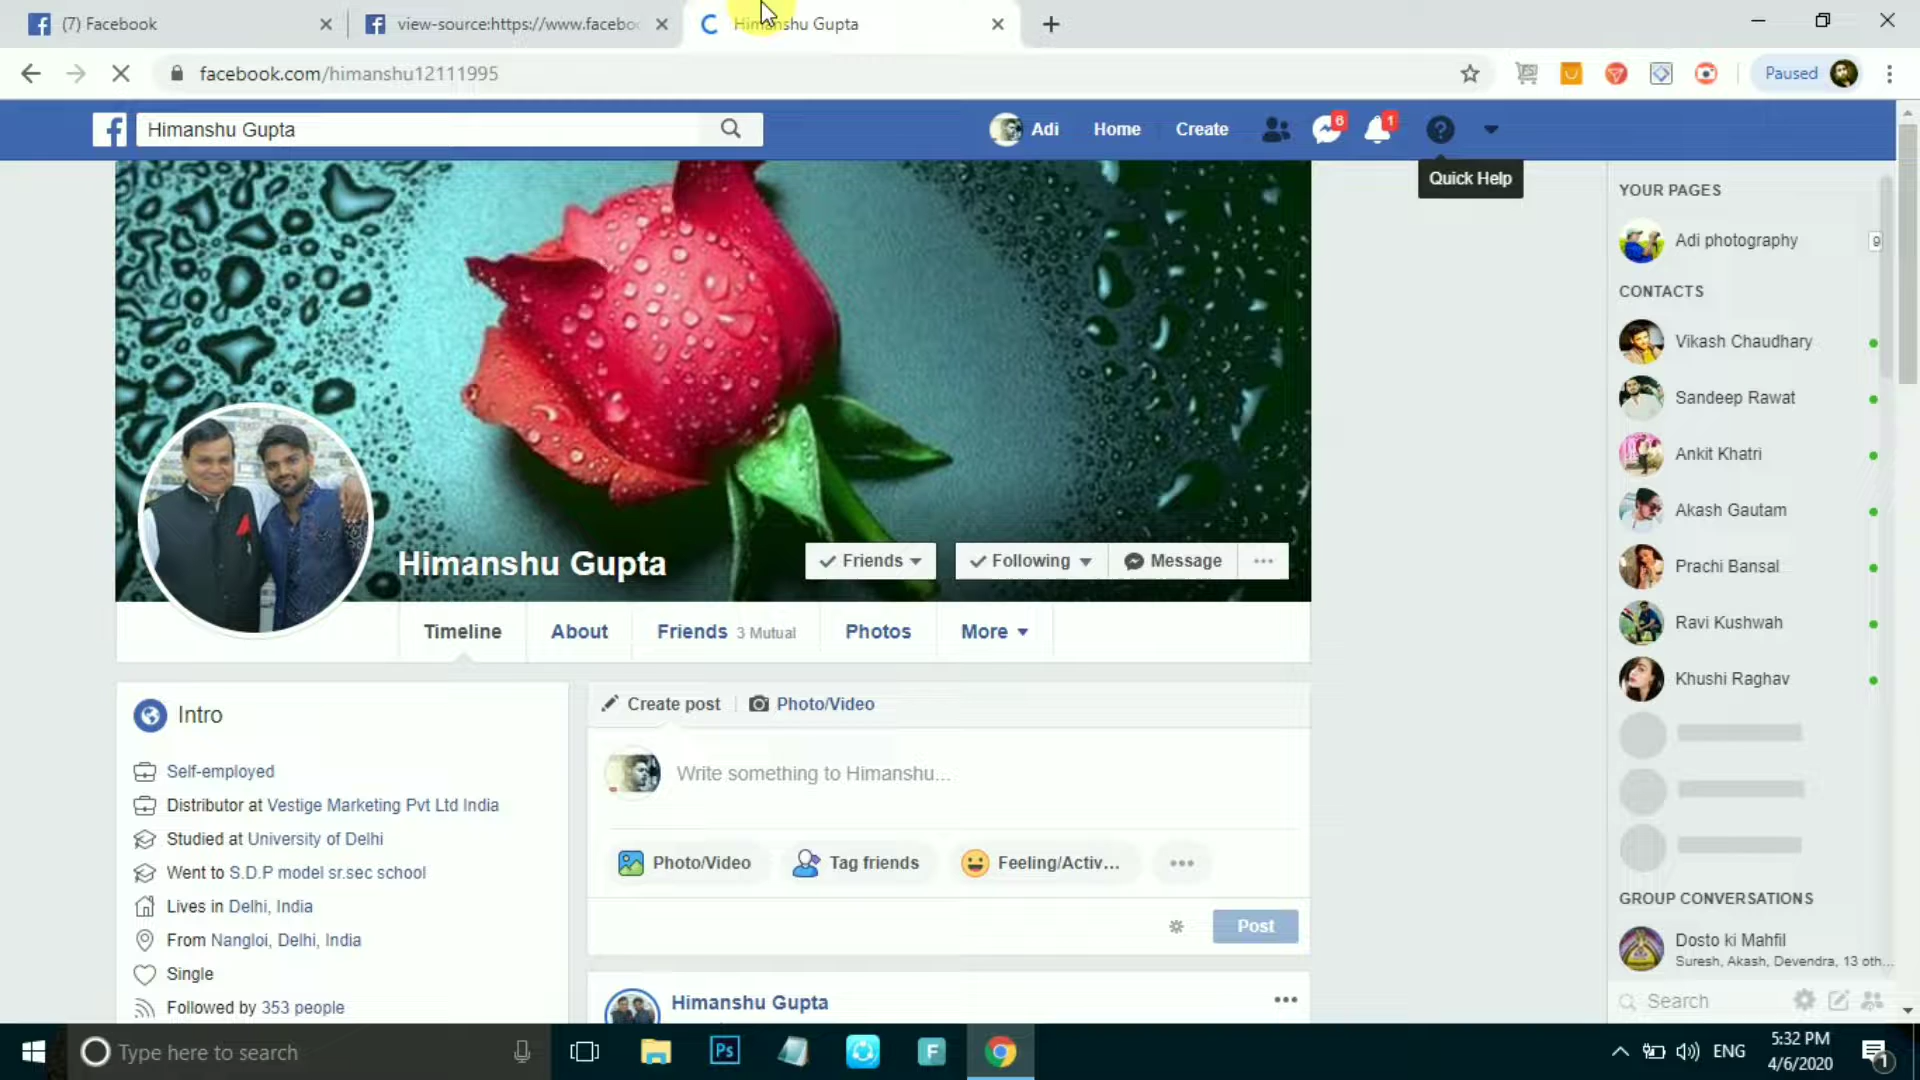 (7) Facebook
view-source:https://www.facebo
Himanshu Gupta
facebook.com/himanshu12111995
Paused
Himanshu Gupta
Adi
Home
Create
6
1
Quick Help
YOUR PAGES
Adi photography
9
CONTACTS
Vikash Chaudhary
Sandeep Rawat
Ankit Khatri
Akash Gautam
Prachi Bansal
Ravi Kushwah
Khushi Raghav
GROUP CONVERSATIONS
Dosto ki Mahfil
Suresh, Akash, Devendra, 13 oth...
Search
Himanshu Gupta
Friends
Following
Message
Timeline
About
Friends 3 Mutual
Photos
More
Intro
Self-employed
Distributor at Vestige Marketing Pvt Ltd India
Studied at University of Delhi
Went to S.D.P model sr.sec school
Lives in Delhi, India
From Nangloi, Delhi, India
Single
Followed by 353 people
Create post
Photo/Video
Write something to Himanshu...
Photo/Video
Tag friends
Feeling/Activ...
Post
Himanshu Gupta
Type here to search
Ps
F
ENG
5:32 PM
4/6/2020
1